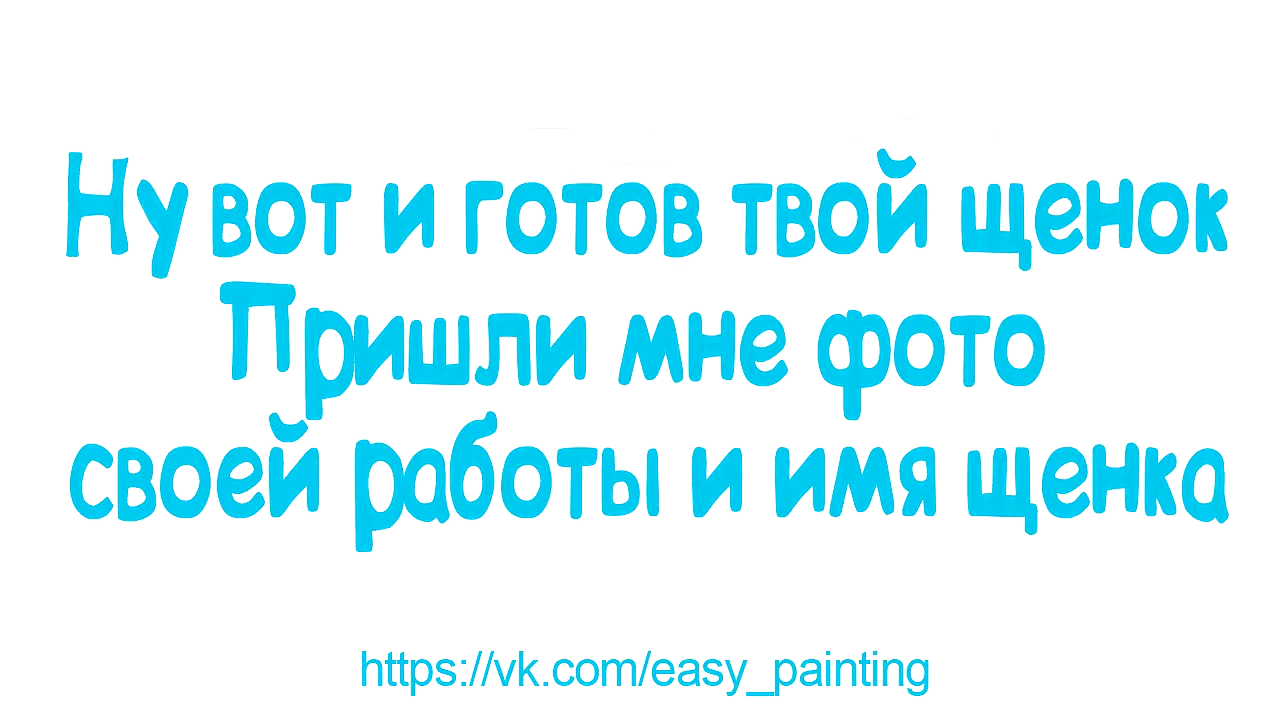 Ну вот и готов твой щенок
Пришли мне фото
своей работы и имя щенка
https://vk.com/easy_painting